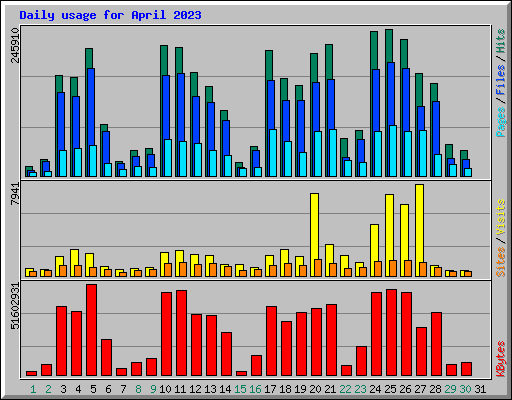 Daily usage for April 2023
245910
Pages / Files / Hits
7941
Sites / Visits
51602931
KBytes
1 2 3 4 5 6 7 8 9 10 11 12 13 14 15 16 17 18 19 20 21 22 23 24 25 26 27 28 29 30 31